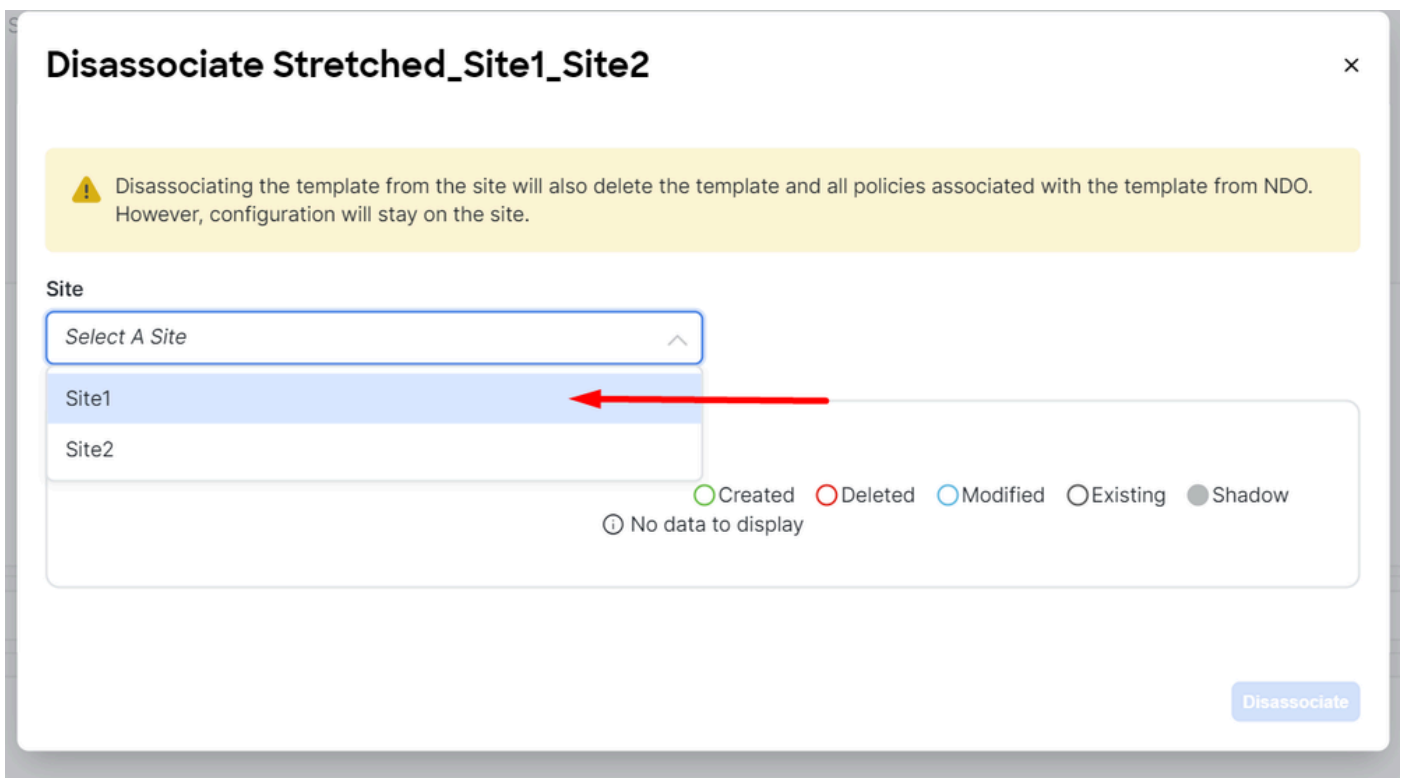 S
Disassociate Stretched_Site1_Site2
Disassociating the template from the site will also delete the template and all policies associated with the template from NDO.
However, configuration will stay on the site.
Site
Select A Site
Site1
Site2
Created Deleted Modified Existing Shadow
No data to display
Disassociate